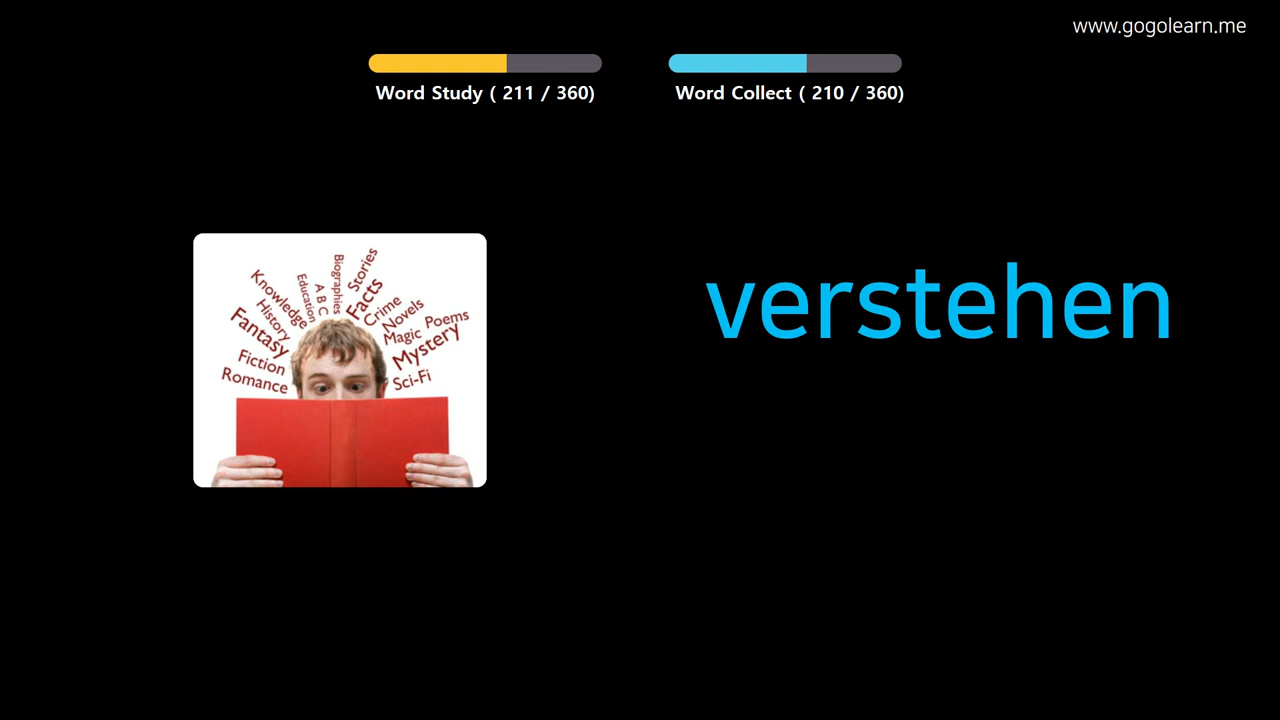 www.gogolearn.me
Word Study ( 211 / 360)
Word Collect ( 210 / 360)
verstehen
Knowledge
History
Fantasy
Fiction
Romance
Education
A B C
Biographies
Stories
Facts
Crime
Novels
Magic
Poems
Mystery
Sci-Fi